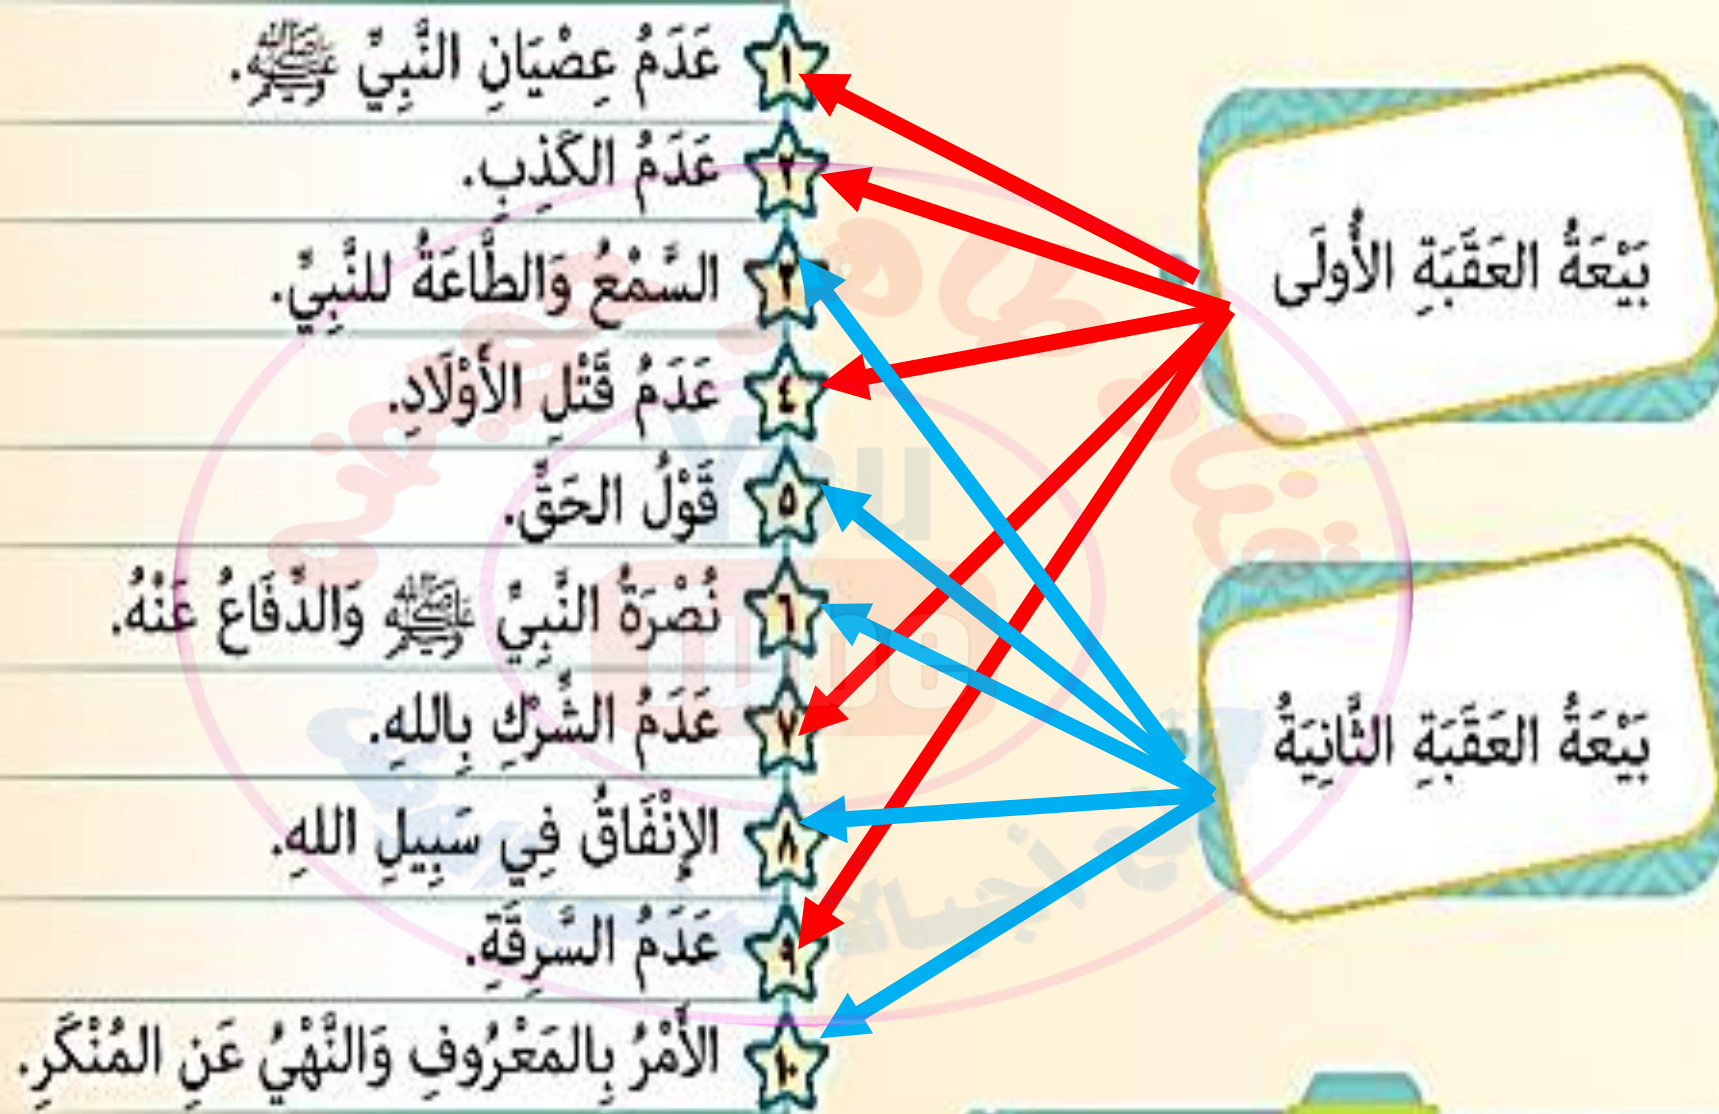 بَيْعَةُ العَقَبَةِ الأُولَى
بَيْعَةُ العَقَبَةِ الثَّانِيَةُ
١ عَدَمُ عِصْيَانِ النَّبِيِّ ﷺ.
٢ عَدَمُ الكَذِبِ.
٣ السَّمْعُ وَالطَّاعَةُ للنَّبِيِّ.
٤ عَدَمُ قَتْلِ الأَوْلَادِ.
٥ قَوْلُ الحَقِّ.
٦ نُصْرَةُ النَّبِيِّ ﷺ وَالدِّفَاعُ عَنْهُ.
٧ عَدَمُ الشِّرْكِ بِاللهِ.
٨ الإِنْفَاقُ فِي سَبِيلِ اللهِ.
٩ عَدَمُ السَّرِقَةِ.
١٠ الأَمْرُ بِالمَعْرُوفِ وَالنَّهْيُ عَنِ المُنْكَرِ.
You